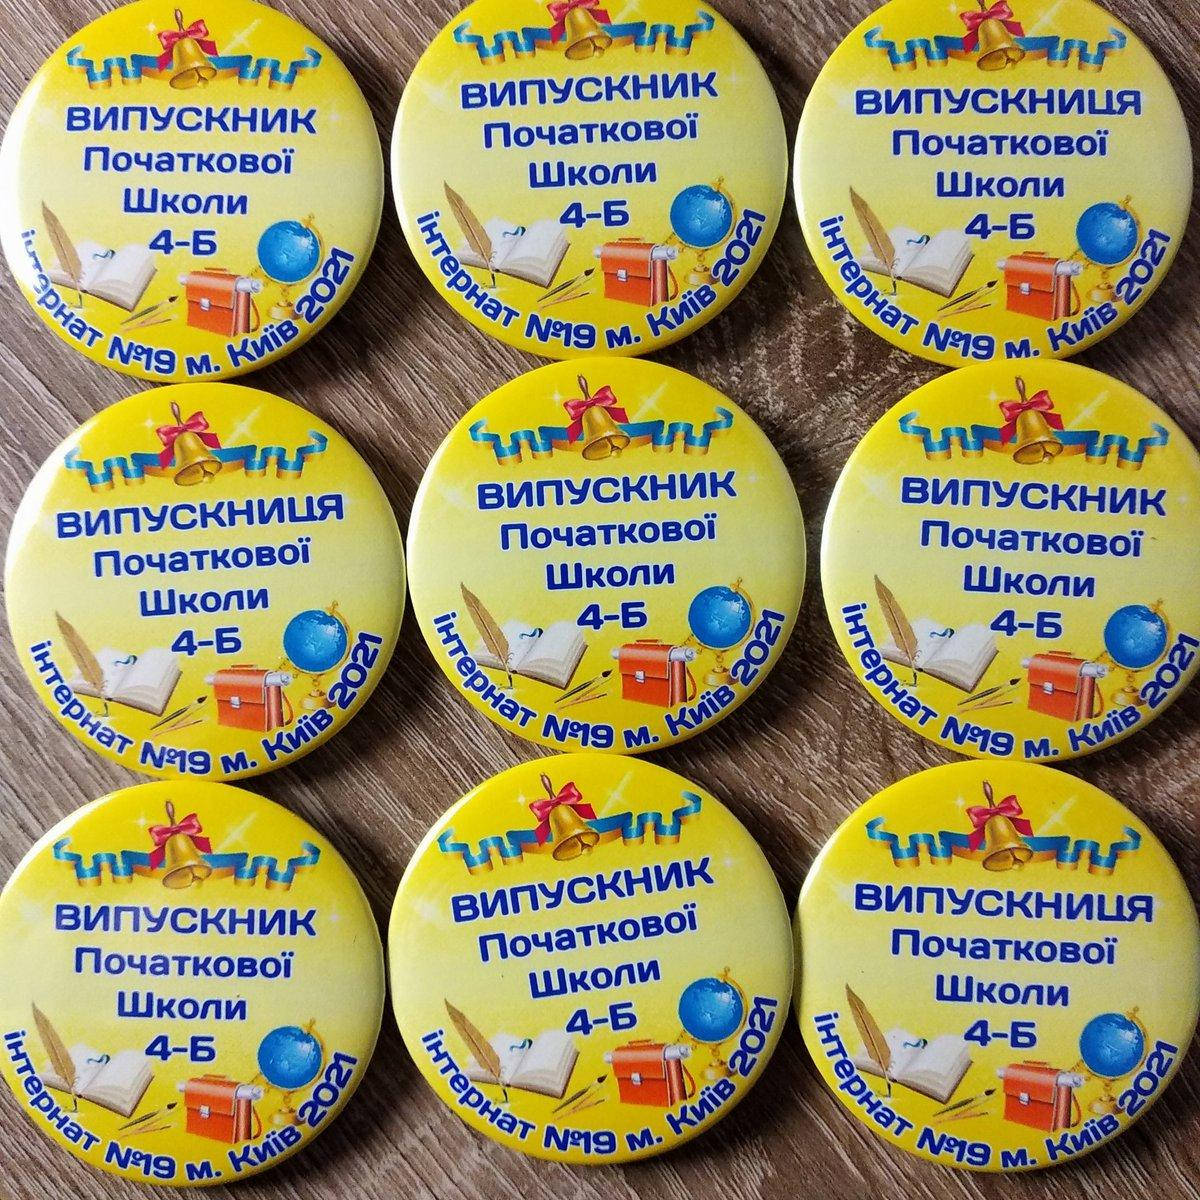 ВИПУСКНИК
Початкової
Школи
4-Б
інтернат №19 м. Київ 2021
ВИПУСКНИК
Початкової
Школи
4-Б
інтернат №19 м. Київ 2021
ВИПУСКНИЦЯ
Початкової
Школи
4-Б
інтернат №19 м. Київ 2021
ВИПУСКНИЦЯ
Початкової
Школи
4-Б
інтернат №19 м. Київ 2021
ВИПУСКНИК
Початкової
Школи
4-Б
інтернат №19 м. Київ 2021
ВИПУСКНИК
Початкової
Школи
4-Б
інтернат №19 м. Київ 2021
ВИПУСКНИК
Початкової
Школи
4-Б
інтернат №19 м. Київ 2021
ВИПУСКНИК
Початкової
Школи
4-Б
інтернат №19 м. Київ 2021
ВИПУСКНИЦЯ
Початкової
Школи
4-Б
інтернат №19 м. Київ 2021